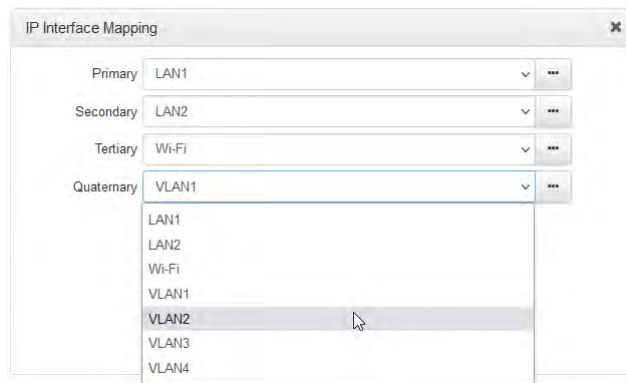 IP Interface Mapping
Primary LAN1
Secondary LAN2
Tertiary Wi-Fi
Quaternary VLAN1
LAN1
LAN2
Wi-Fi
VLAN1
VLAN2
VLAN3
VLAN4